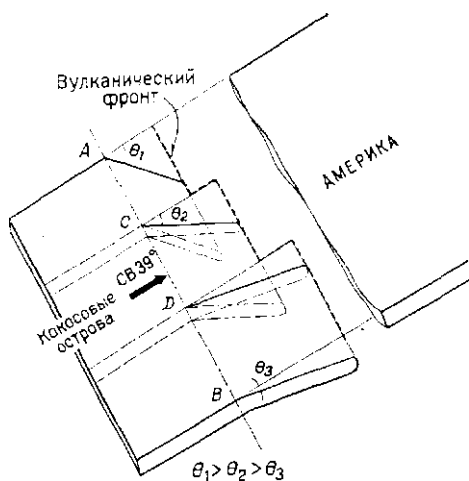 Вулканический
фронт
A
θ₁
АМЕРИКА
C
θ₂
СВ 39°
Кокосовые
острова
D
θ₃
B
θ₁ > θ₂ > θ₃